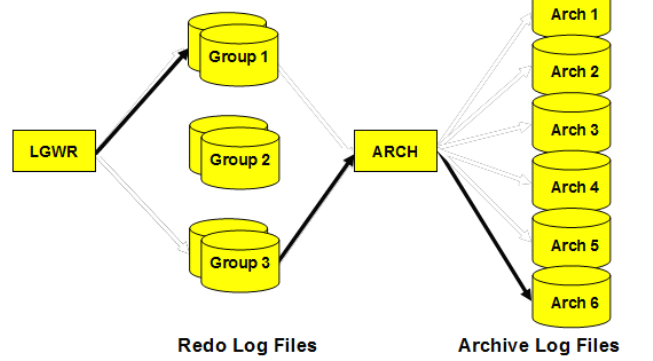 Arch 1
Group 1
Arch 2
Arch 3
LGWR
Group 2
ARCH
Arch 4
Arch 5
Group 3
Arch 6
Redo Log Files
Archive Log Files